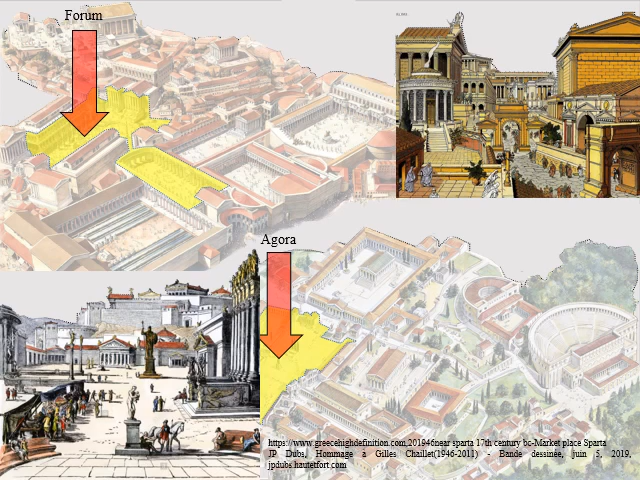 Forum
Agora
https://www.greecehighdefinition.com,201946near sparta 17th century bc-Market place Sparta
JP Dubs, Hommage à Gilles Chaillet(1946-2011) - Bande dessinée, juin 5, 2019,
jpdubs.hautetfort.com